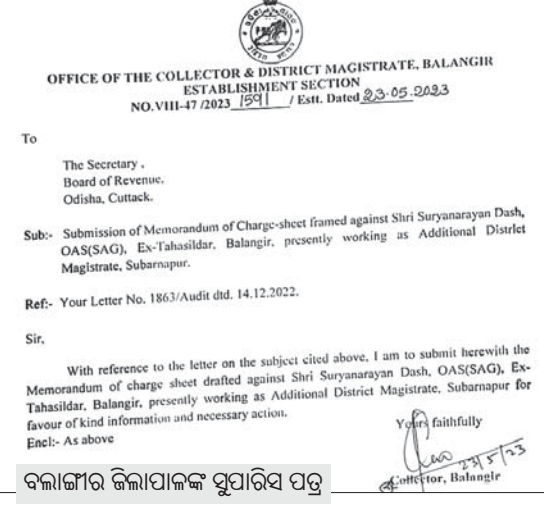 OFFICE OF THE COLLECTOR & DISTRICT MAGISTRATE, BALANGIR
ESTABLISHMENT SECTION
NO.VIII-47 /2023 1591 / Estt. Dated 23.05.2023
To
The Secretary .
Board of Revenue.
Odisha, Cuttack.
Sub:- Submission of Memorandum of Charge-sheet framed against Shri Suryanarayan Dash,
OAS(SAG), Ex-Tahasildar, Balangir, presently working as Additional District
Magistrate, Subarnapur.
Ref:- Your Letter No. 1863/Audit dtd. 14.12.2022.
Sir,
With reference to the letter on the subject cited above, I am to submit herewith the
Memorandum of charge sheet drafted against Shri Suryanarayan Dash, OAS(SAG), Ex-
Tahasildar, Balangir, presently working as Additional District Magistrate, Subarnapur for
favour of kind information and necessary action.
Encl:- As above
Yours faithfully
23/5/23
Collector, Balangir
ବଲାଙ୍ଗୀର ଜିଲାପାଳଙ୍କ ସୁପାରିସ ପତ୍ର